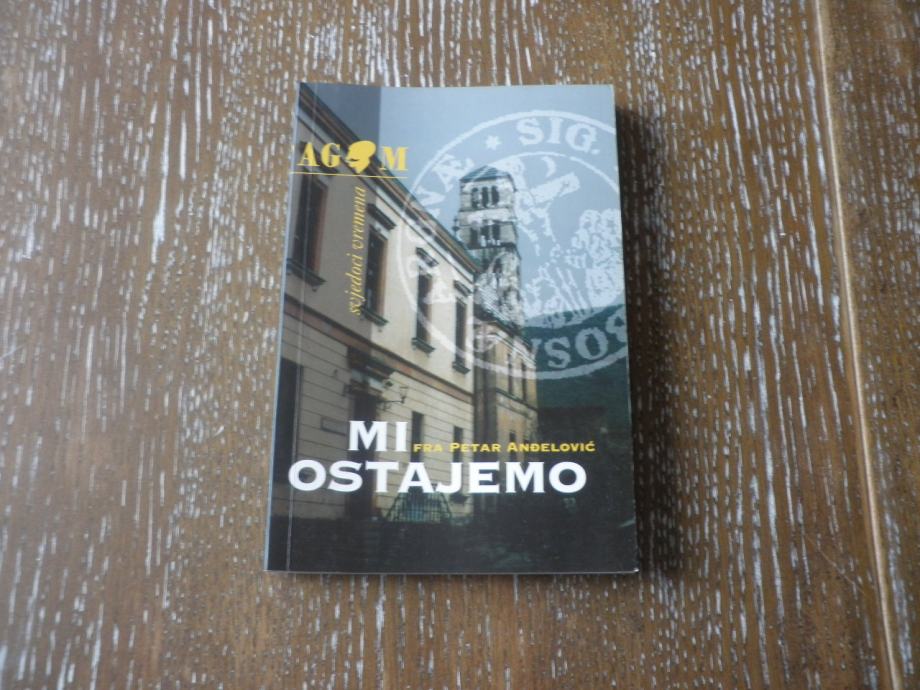 AGM
svjedoci vremena
SIG.
MI
FRA PETAR ANĐELOVIĆ
OSTAJEMO